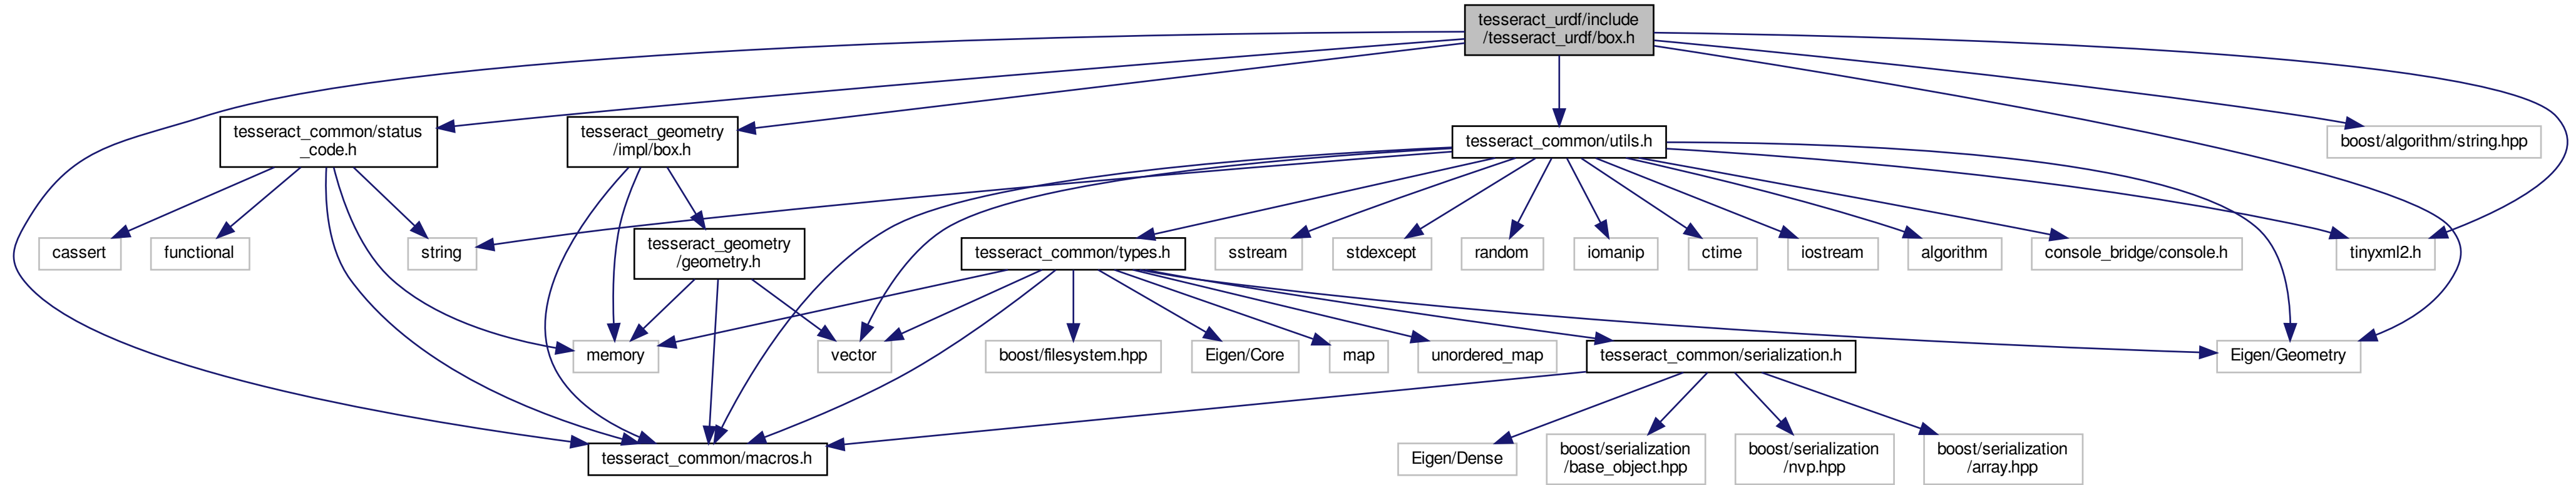 tesseract_urdf/include
/tesseract_urdf/box.h
tesseract_common/status
_code.h
tesseract_geometry
/impl/box.h
tesseract_common/utils.h
boost/algorithm/string.hpp
cassert
functional
string
tesseract_geometry
/geometry.h
tesseract_common/types.h
sstream
stdexcept
random
iomanip
ctime
iostream
algorithm
console_bridge/console.h
tinyxml2.h
memory
vector
boost/filesystem.hpp
Eigen/Core
map
unordered_map
tesseract_common/serialization.h
Eigen/Geometry
tesseract_common/macros.h
Eigen/Dense
boost/serialization
/base_object.hpp
boost/serialization
/nvp.hpp
boost/serialization
/array.hpp